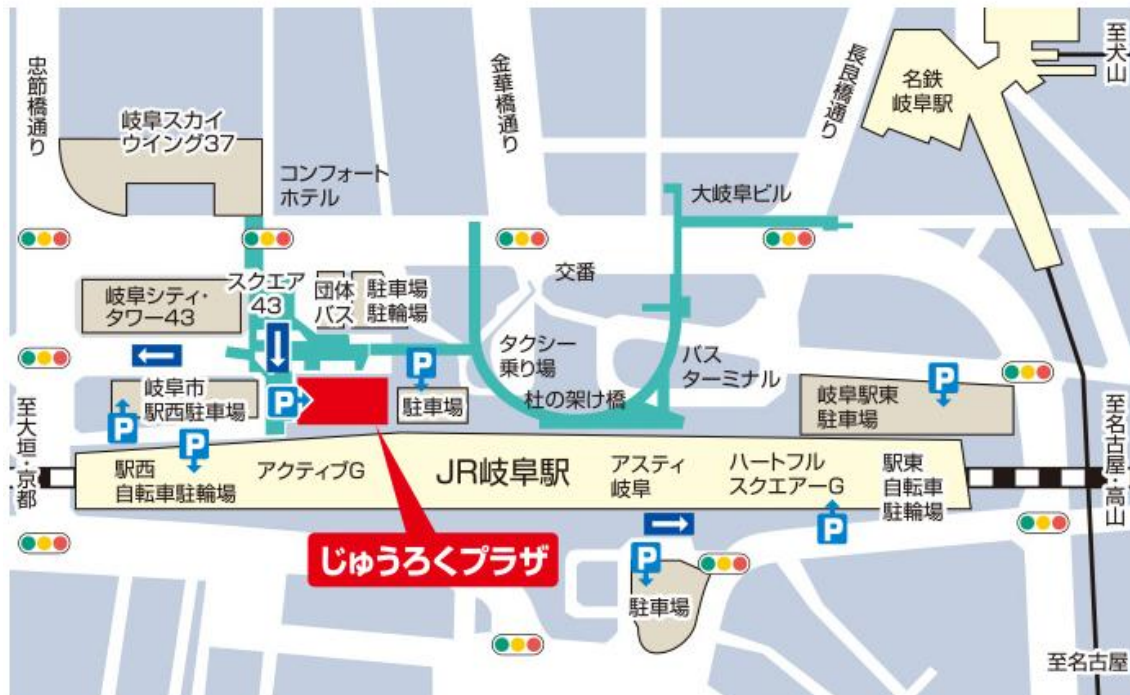 忠節橋通り
金華橋通り
長良橋通り
至犬山
名鉄
岐阜駅
岐阜スカイ
ウイング37
コンフォート
ホテル
大岐阜ビル
交番
スクエア
43
団体
バス
駐車場
駐輪場
岐阜シティ・
タワー43
タクシー
乗り場
バス
ターミナル
杜の架け橋
岐阜市
駅西駐車場
P
P
P
P
駐車場
P
岐阜駅東
駐車場
至大垣・京都
至名古屋・高山
駅西
自転車駐輪場
アクティブG
JR岐阜駅
アスティ
岐阜
ハートフル
スクエアーG
駅東
自転車
駐輪場
P
じゅうろくプラザ
P
駐車場
至名古屋